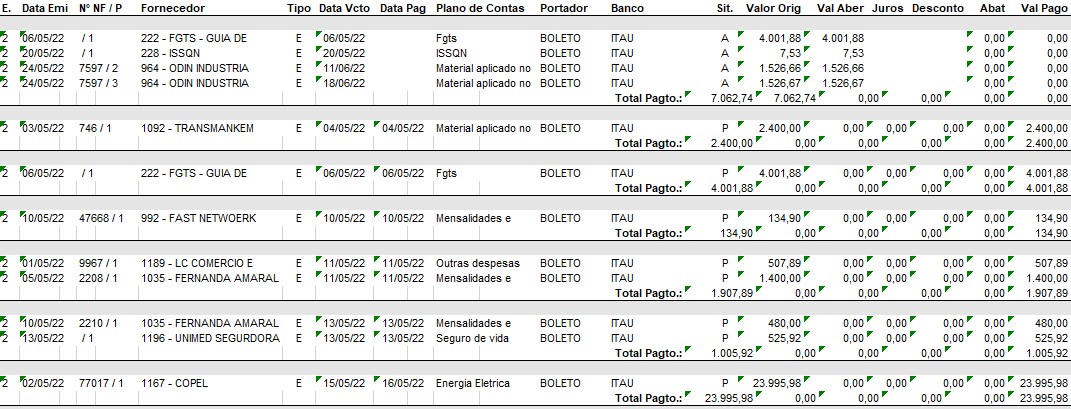 E. Data Emi Nº NF / P Fornecedor Tipo Data Vcto Data Pag Plano de Contas Portador Banco Sit. Valor Orig Val Aber Juros Desconto Abat Val Pago
2 06/05/22 / 1 222 - FGTS - GUIA DE E 06/05/22 Fgts BOLETO ITAU A 4.001,88 4.001,88 0,00 0,00
2 20/05/22 / 1 228 - ISSQN E 20/05/22 ISSQN BOLETO ITAU A 7,53 7,53 0,00 0,00
2 24/05/22 7597 / 2 964 - ODIN INDUSTRIA E 11/06/22 Material aplicado no BOLETO ITAU A 1.526,66 1.526,66 0,00 0,00
2 24/05/22 7597 / 3 964 - ODIN INDUSTRIA E 18/06/22 Material aplicado no BOLETO ITAU A 1.526,67 1.526,67 0,00 0,00
Total Pagto.: 7.062,74 7.062,74 0,00 0,00 0,00 0,00
2 03/05/22 746 / 1 1092 - TRANSMANKEM E 04/05/22 04/05/22 Material aplicado no BOLETO ITAU P 2.400,00 0,00 0,00 0,00 0,00 2.400,00
Total Pagto.: 2.400,00 0,00 0,00 0,00 0,00 2.400,00
2 06/05/22 / 1 222 - FGTS - GUIA DE E 06/05/22 06/05/22 Fgts BOLETO ITAU P 4.001,88 0,00 0,00 0,00 0,00 4.001,88
Total Pagto.: 4.001,88 0,00 0,00 0,00 0,00 4.001,88
2 10/05/22 47668 / 1 992 - FAST NETWOERK E 10/05/22 10/05/22 Mensalidades e BOLETO ITAU P 134,90 0,00 0,00 0,00 0,00 134,90
Total Pagto.: 134,90 0,00 0,00 0,00 0,00 134,90
2 01/05/22 9967 / 1 1189 - LC COMERCIO E E 11/05/22 11/05/22 Outras despesas BOLETO ITAU P 507,89 0,00 0,00 0,00 0,00 507,89
2 05/05/22 2208 / 1 1035 - FERNANDA AMARAL E 11/05/22 11/05/22 Mensalidades e BOLETO ITAU P 1.400,00 0,00 0,00 0,00 0,00 1.400,00
Total Pagto.: 1.907,89 0,00 0,00 0,00 0,00 1.907,89
2 10/05/22 2210 / 1 1035 - FERNANDA AMARAL E 13/05/22 13/05/22 Mensalidades e BOLETO ITAU P 480,00 0,00 0,00 0,00 0,00 480,00
2 13/05/22 / 1 1196 - UNIMED SEGURDORA E 13/05/22 13/05/22 Seguro de vida BOLETO ITAU P 525,92 0,00 0,00 0,00 0,00 525,92
Total Pagto.: 1.005,92 0,00 0,00 0,00 0,00 1.005,92
2 02/05/22 77017 / 1 1167 - COPEL E 15/05/22 16/05/22 Energia Eletrica BOLETO ITAU P 23.995,98 0,00 0,00 0,00 0,00 23.995,98
Total Pagto.: 23.995,98 0,00 0,00 0,00 0,00 23.995,98